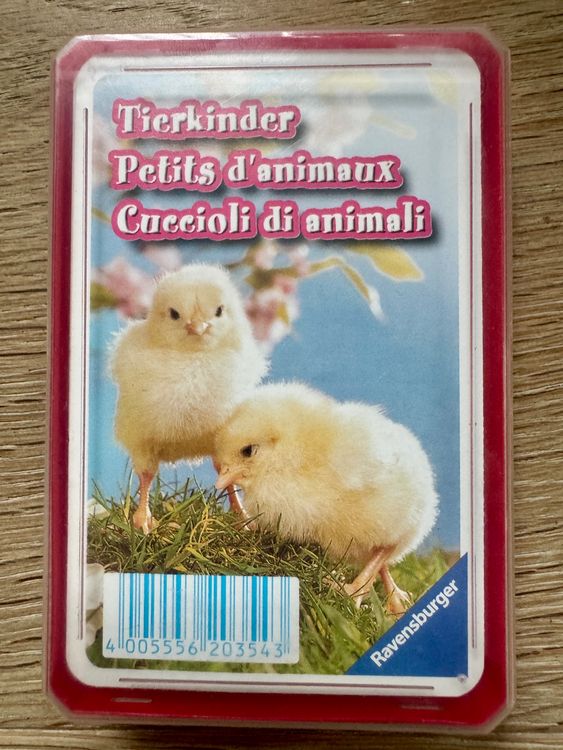 Tierkinder
Petits d'animaux
Cuccioli di animali
4 005556 203543
Ravensburger